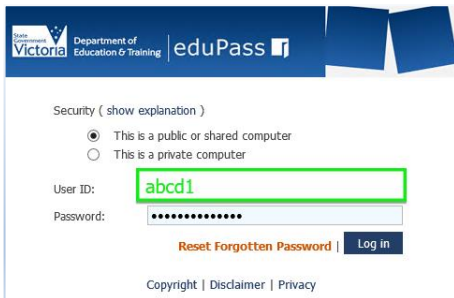 State Government Victoria Department of Education & Training eduPass
Security ( show explanation )
This is a public or shared computer
This is a private computer
User ID: abcd1
Password: ••••••••••••••
Reset Forgotten Password | Log in
Copyright | Disclaimer | Privacy